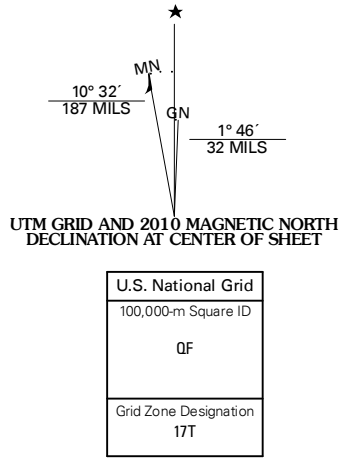 ★
MN
10° 32´
187 MILS
GN
1° 46´
32 MILS
UTM GRID AND 2010 MAGNETIC NORTH
DECLINATION AT CENTER OF SHEET
U.S. National Grid
100,000-m Square ID
QF
Grid Zone Designation
17T